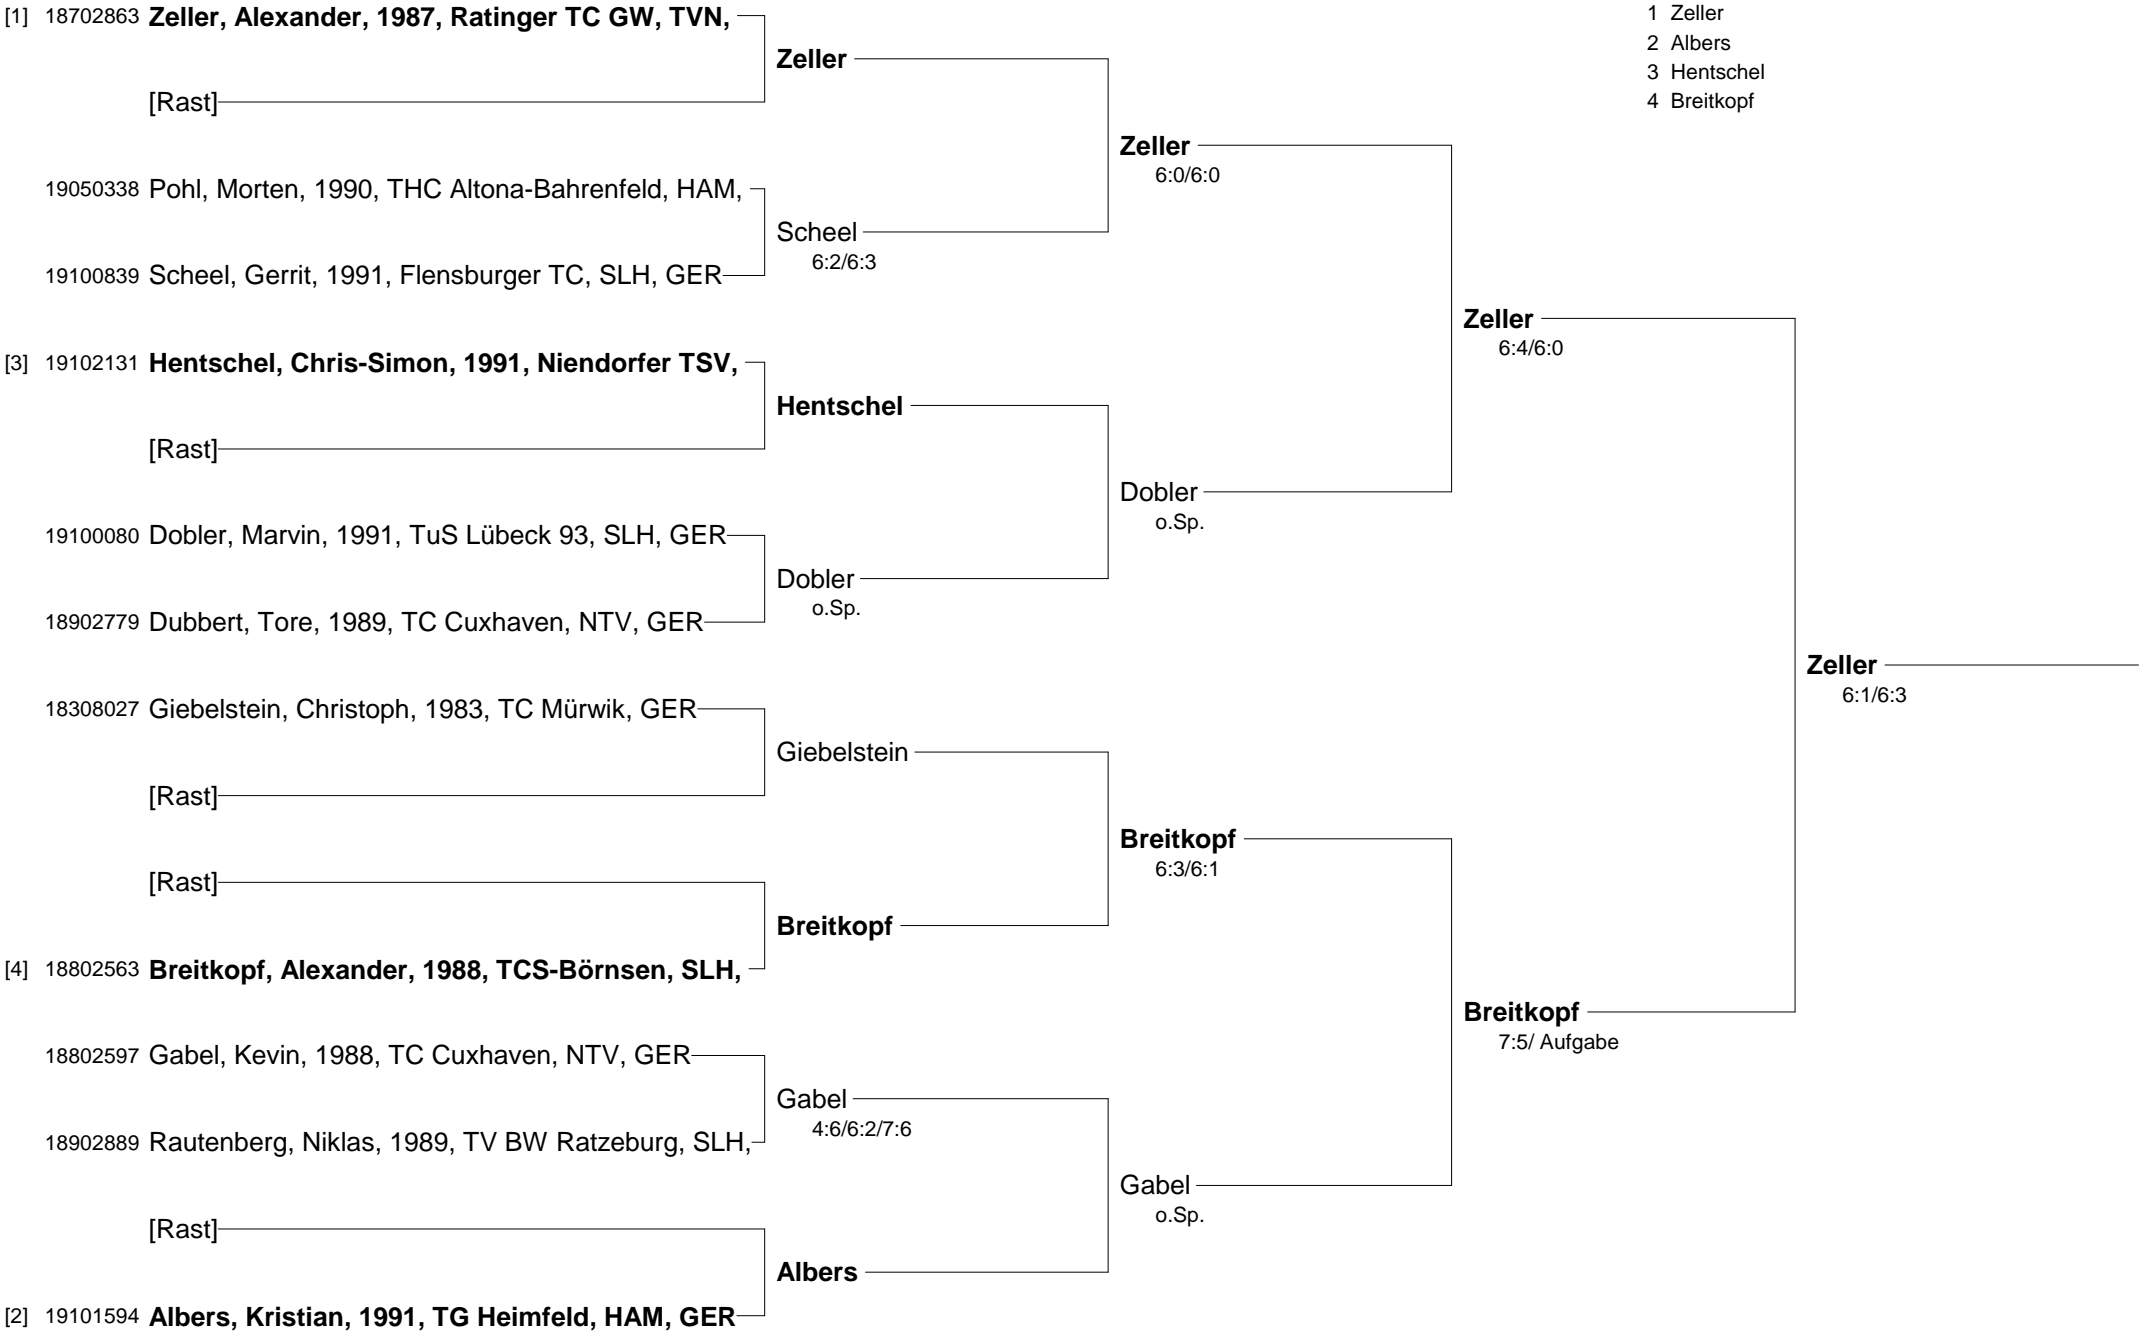 [1] 18702863 Zeller, Alexander, 1987, Ratinger TC GW, TVN,
[Rast]
19050338 Pohl, Morten, 1990, THC Altona-Bahrenfeld, HAM,
19100839 Scheel, Gerrit, 1991, Flensburger TC, SLH, GER
[3] 19102131 Hentschel, Chris-Simon, 1991, Niendorfer TSV,
[Rast]
19100080 Dobler, Marvin, 1991, TuS Lübeck 93, SLH, GER
18902779 Dubbert, Tore, 1989, TC Cuxhaven, NTV, GER
18308027 Giebelstein, Christoph, 1983, TC Mürwik, GER
[Rast]
[Rast]
[4] 18802563 Breitkopf, Alexander, 1988, TCS-Börnsen, SLH,
18802597 Gabel, Kevin, 1988, TC Cuxhaven, NTV, GER
18902889 Rautenberg, Niklas, 1989, TV BW Ratzeburg, SLH,
[Rast]
[2] 19101594 Albers, Kristian, 1991, TG Heimfeld, HAM, GER
Zeller
Scheel
6:2/6:3
Hentschel
Dobler
o.Sp.
Giebelstein
Breitkopf
Gabel
4:6/6:2/7:6
Albers
Zeller
6:0/6:0
Dobler
o.Sp.
Breitkopf
6:3/6:1
Gabel
o.Sp.
Zeller
6:4/6:0
Breitkopf
7:5/ Aufgabe
Zeller
6:1/6:3
1 Zeller
2 Albers
3 Hentschel
4 Breitkopf